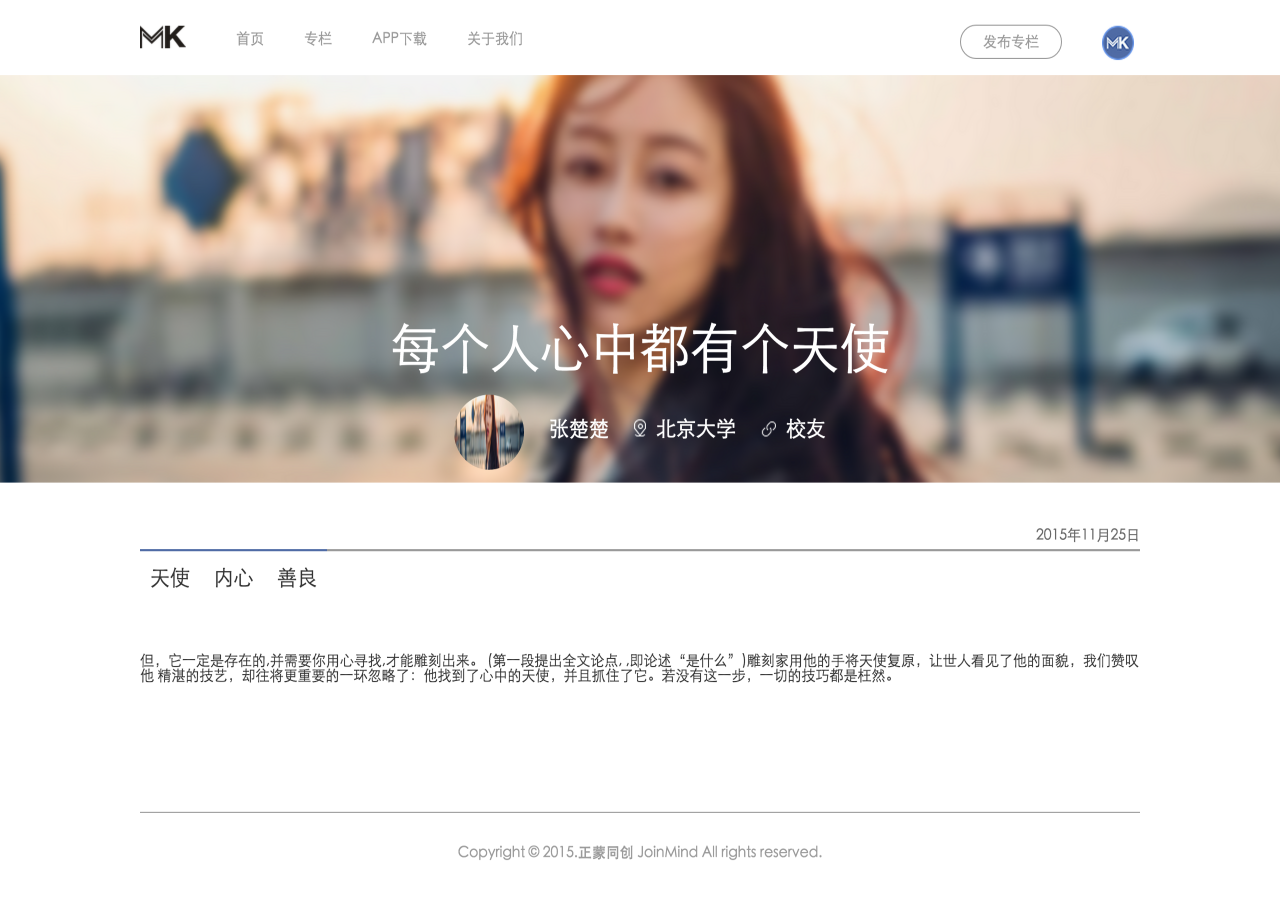 MK 首页 专栏 APP下载 关于我们 发布专栏 MK
每个人心中都有个天使
张楚楚 北京大学 校友
2015年11月25日
天使 内心 善良
但，它一定是存在的,并需要你用心寻找,才能雕刻出来。(第一段提出全文论点, ,即论述“是什么”)雕刻家用他的手将天使复原，让世人看见了他的面貌，我们赞叹
他 精湛的技艺，却往将更重要的一环忽略了：他找到了心中的天使，并且抓住了它。若没有这一步，一切的技巧都是枉然。
Copyright © 2015.正蒙同创 JoinMind All rights reserved.